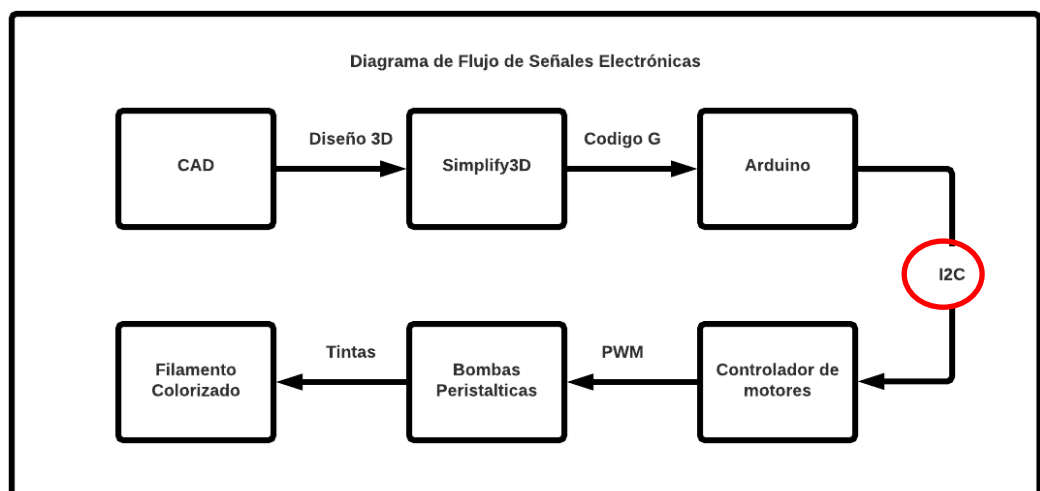 Diagrama de Flujo de Señales Electrónicas
CAD
Diseño 3D
Simplify3D
Codigo G
Arduino
I2C
Controlador de
motores
PWM
Bombas
Peristalticas
Tintas
Filamento
Colorizado